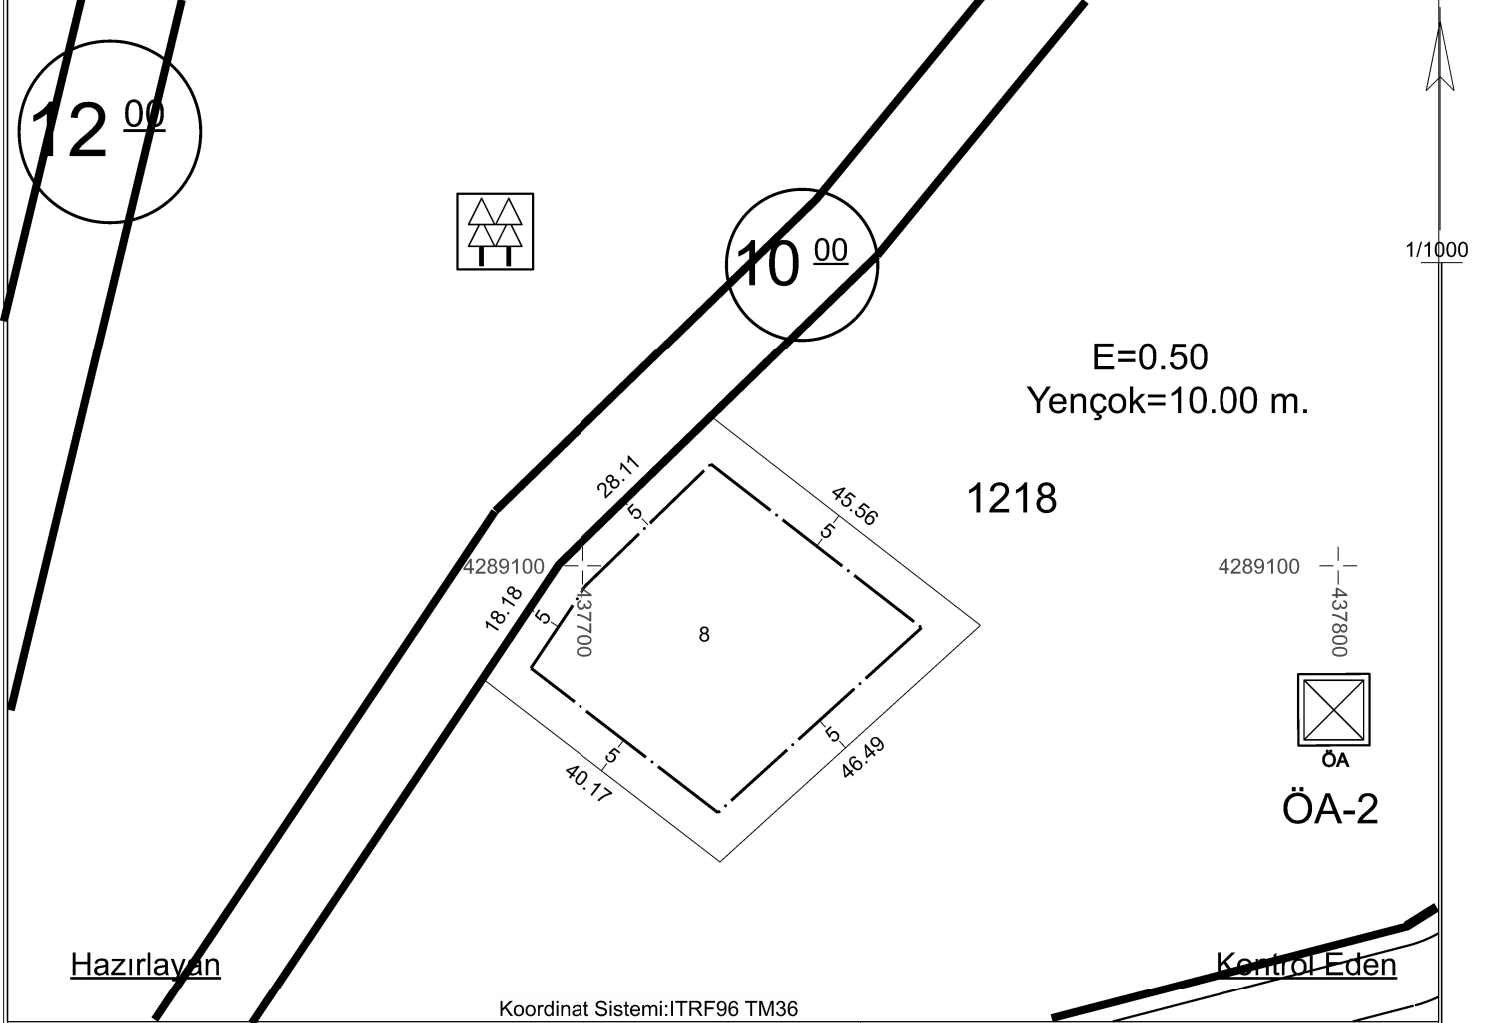 12 00
10 00
1/1000
E=0.50
Yençok=10.00 m.
28.11
5
45.56
5
1218
4289100
437700
18.18
5
8
4289100
437800
5
40.17
5
46.49
ÖA
ÖA-2
Hazırlayan
Kontrol Eden
Koordinat Sistemi:ITRF96 TM36